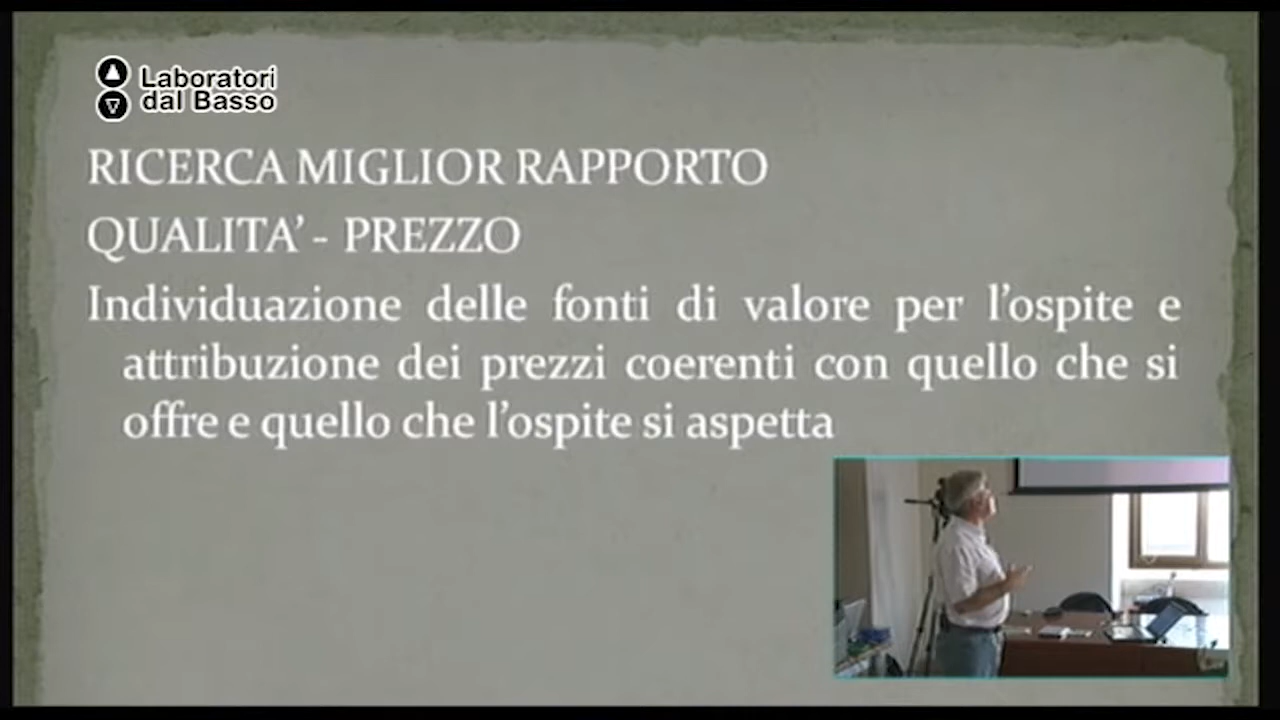 Laboratori
dal Basso
RICERCA MIGLIOR RAPPORTO
QUALITA’ - PREZZO
Individuazione delle fonti di valore per l’ospite e
attribuzione dei prezzi coerenti con quello che si
offre e quello che l’ospite si aspetta